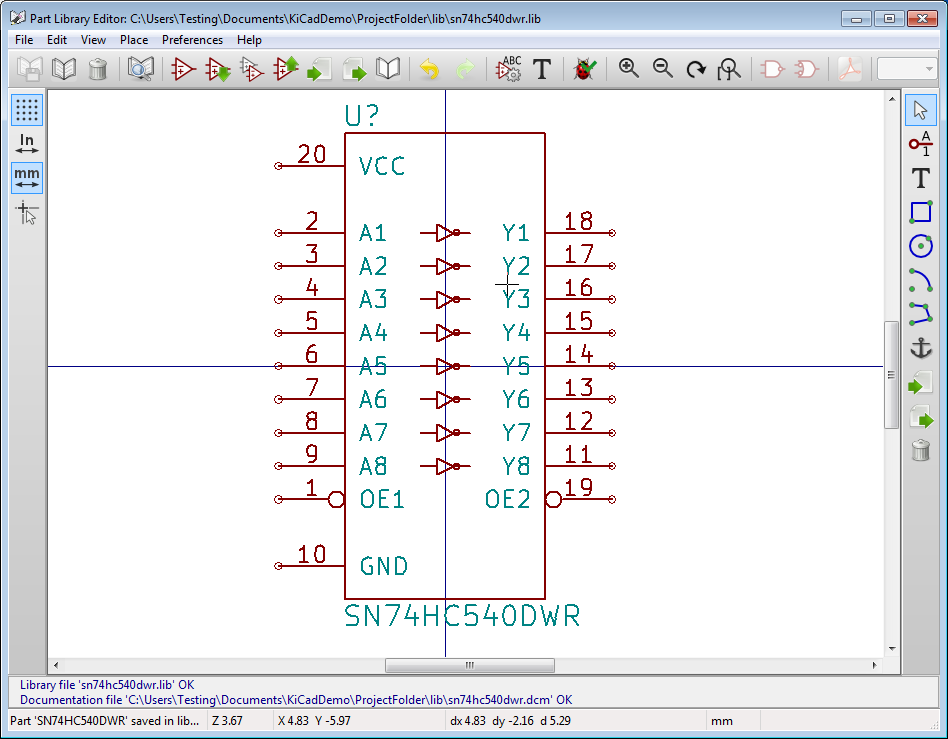 Part Library Editor: C:\Users\Testing\Documents\KiCadDemo\ProjectFolder\lib\sn74hc540dwr.lib
File Edit View Place Preferences Help
ABC T
In
mm
A
1
T
U?
20 VCC
2 A1 Y1 18
3 A2 Y2 17
4 A3 Y3 16
5 A4 Y4 15
6 A5 Y5 14
7 A6 Y6 13
8 A7 Y7 12
9 A8 Y8 11
1 OE1 OE2 19
10 GND
SN74HC540DWR
Library file 'sn74hc540dwr.lib' OK
Documentation file 'C:\Users\Testing\Documents\KiCadDemo\ProjectFolder\lib\sn74hc540dwr.dcm' OK
Part 'SN74HC540DWR' saved in lib... Z 3.67 X 4.83 Y -5.97 dx 4.83 dy -2.16 d 5.29 mm